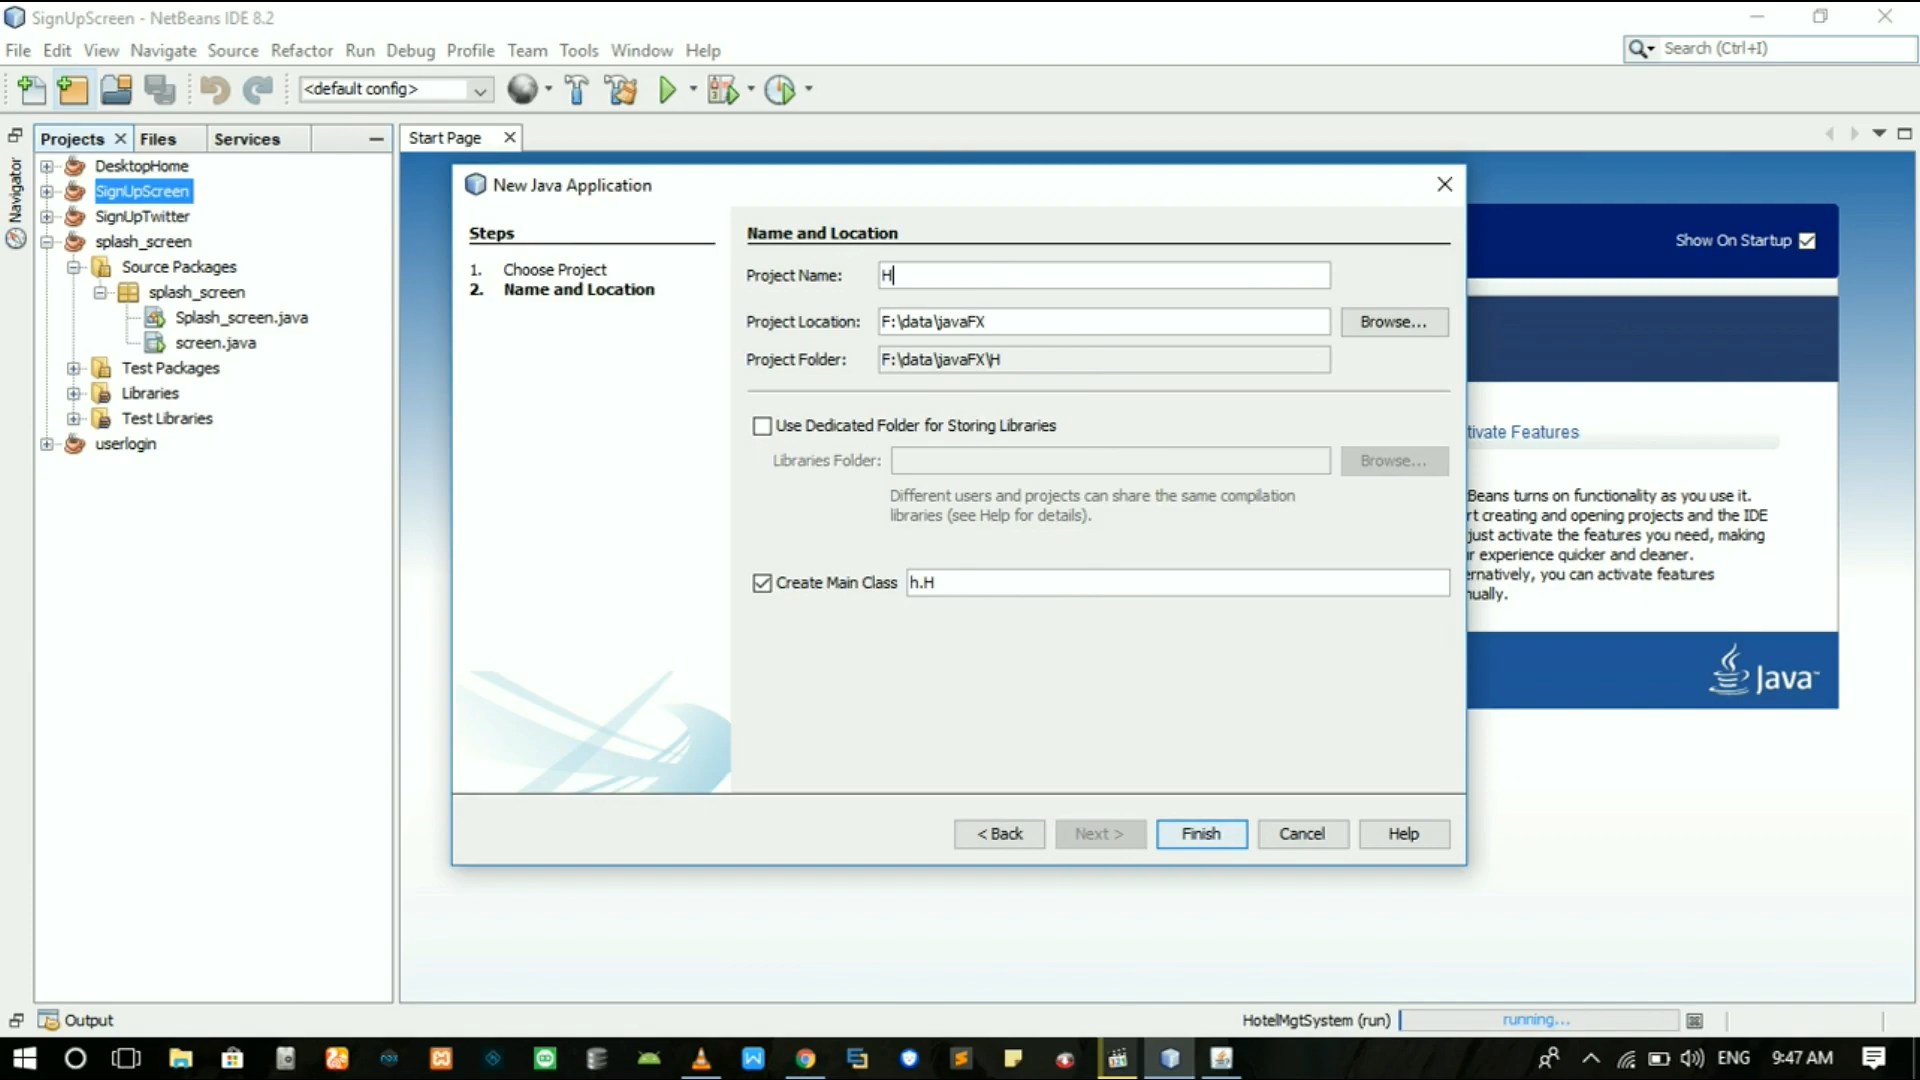 SignUpScreen - NetBeans IDE 8.2
File Edit View Navigate Source Refactor Run Debug Profile Team Tools Window Help
Search (Ctrl+I)
<default config>
Projects Files Services
Start Page
Navigator
DesktopHome
SignUpScreen
SignUpTwitter
splash_screen
Source Packages
splash_screen
Splash_screen.java
screen.java
Test Packages
Libraries
Test Libraries
userlogin
New Java Application
Steps
1. Choose Project
2. Name and Location
Name and Location
Project Name: H
Project Location: F:\data\javaFX Browse...
Project Folder: F:\data\javaFX\H
Use Dedicated Folder for Storing Libraries
Libraries Folder: Browse...
Different users and projects can share the same compilation
libraries (see Help for details).
Create Main Class h.H
< Back Next > Finish Cancel Help
Show On Startup
tivate Features
Beans turns on functionality as you use it.
rt creating and opening projects and the IDE
just activate the features you need, making
r experience quicker and cleaner.
ernatively, you can activate features
nually.
Java
Output
HotelMgtSystem (run) running...
ENG 9:47 AM